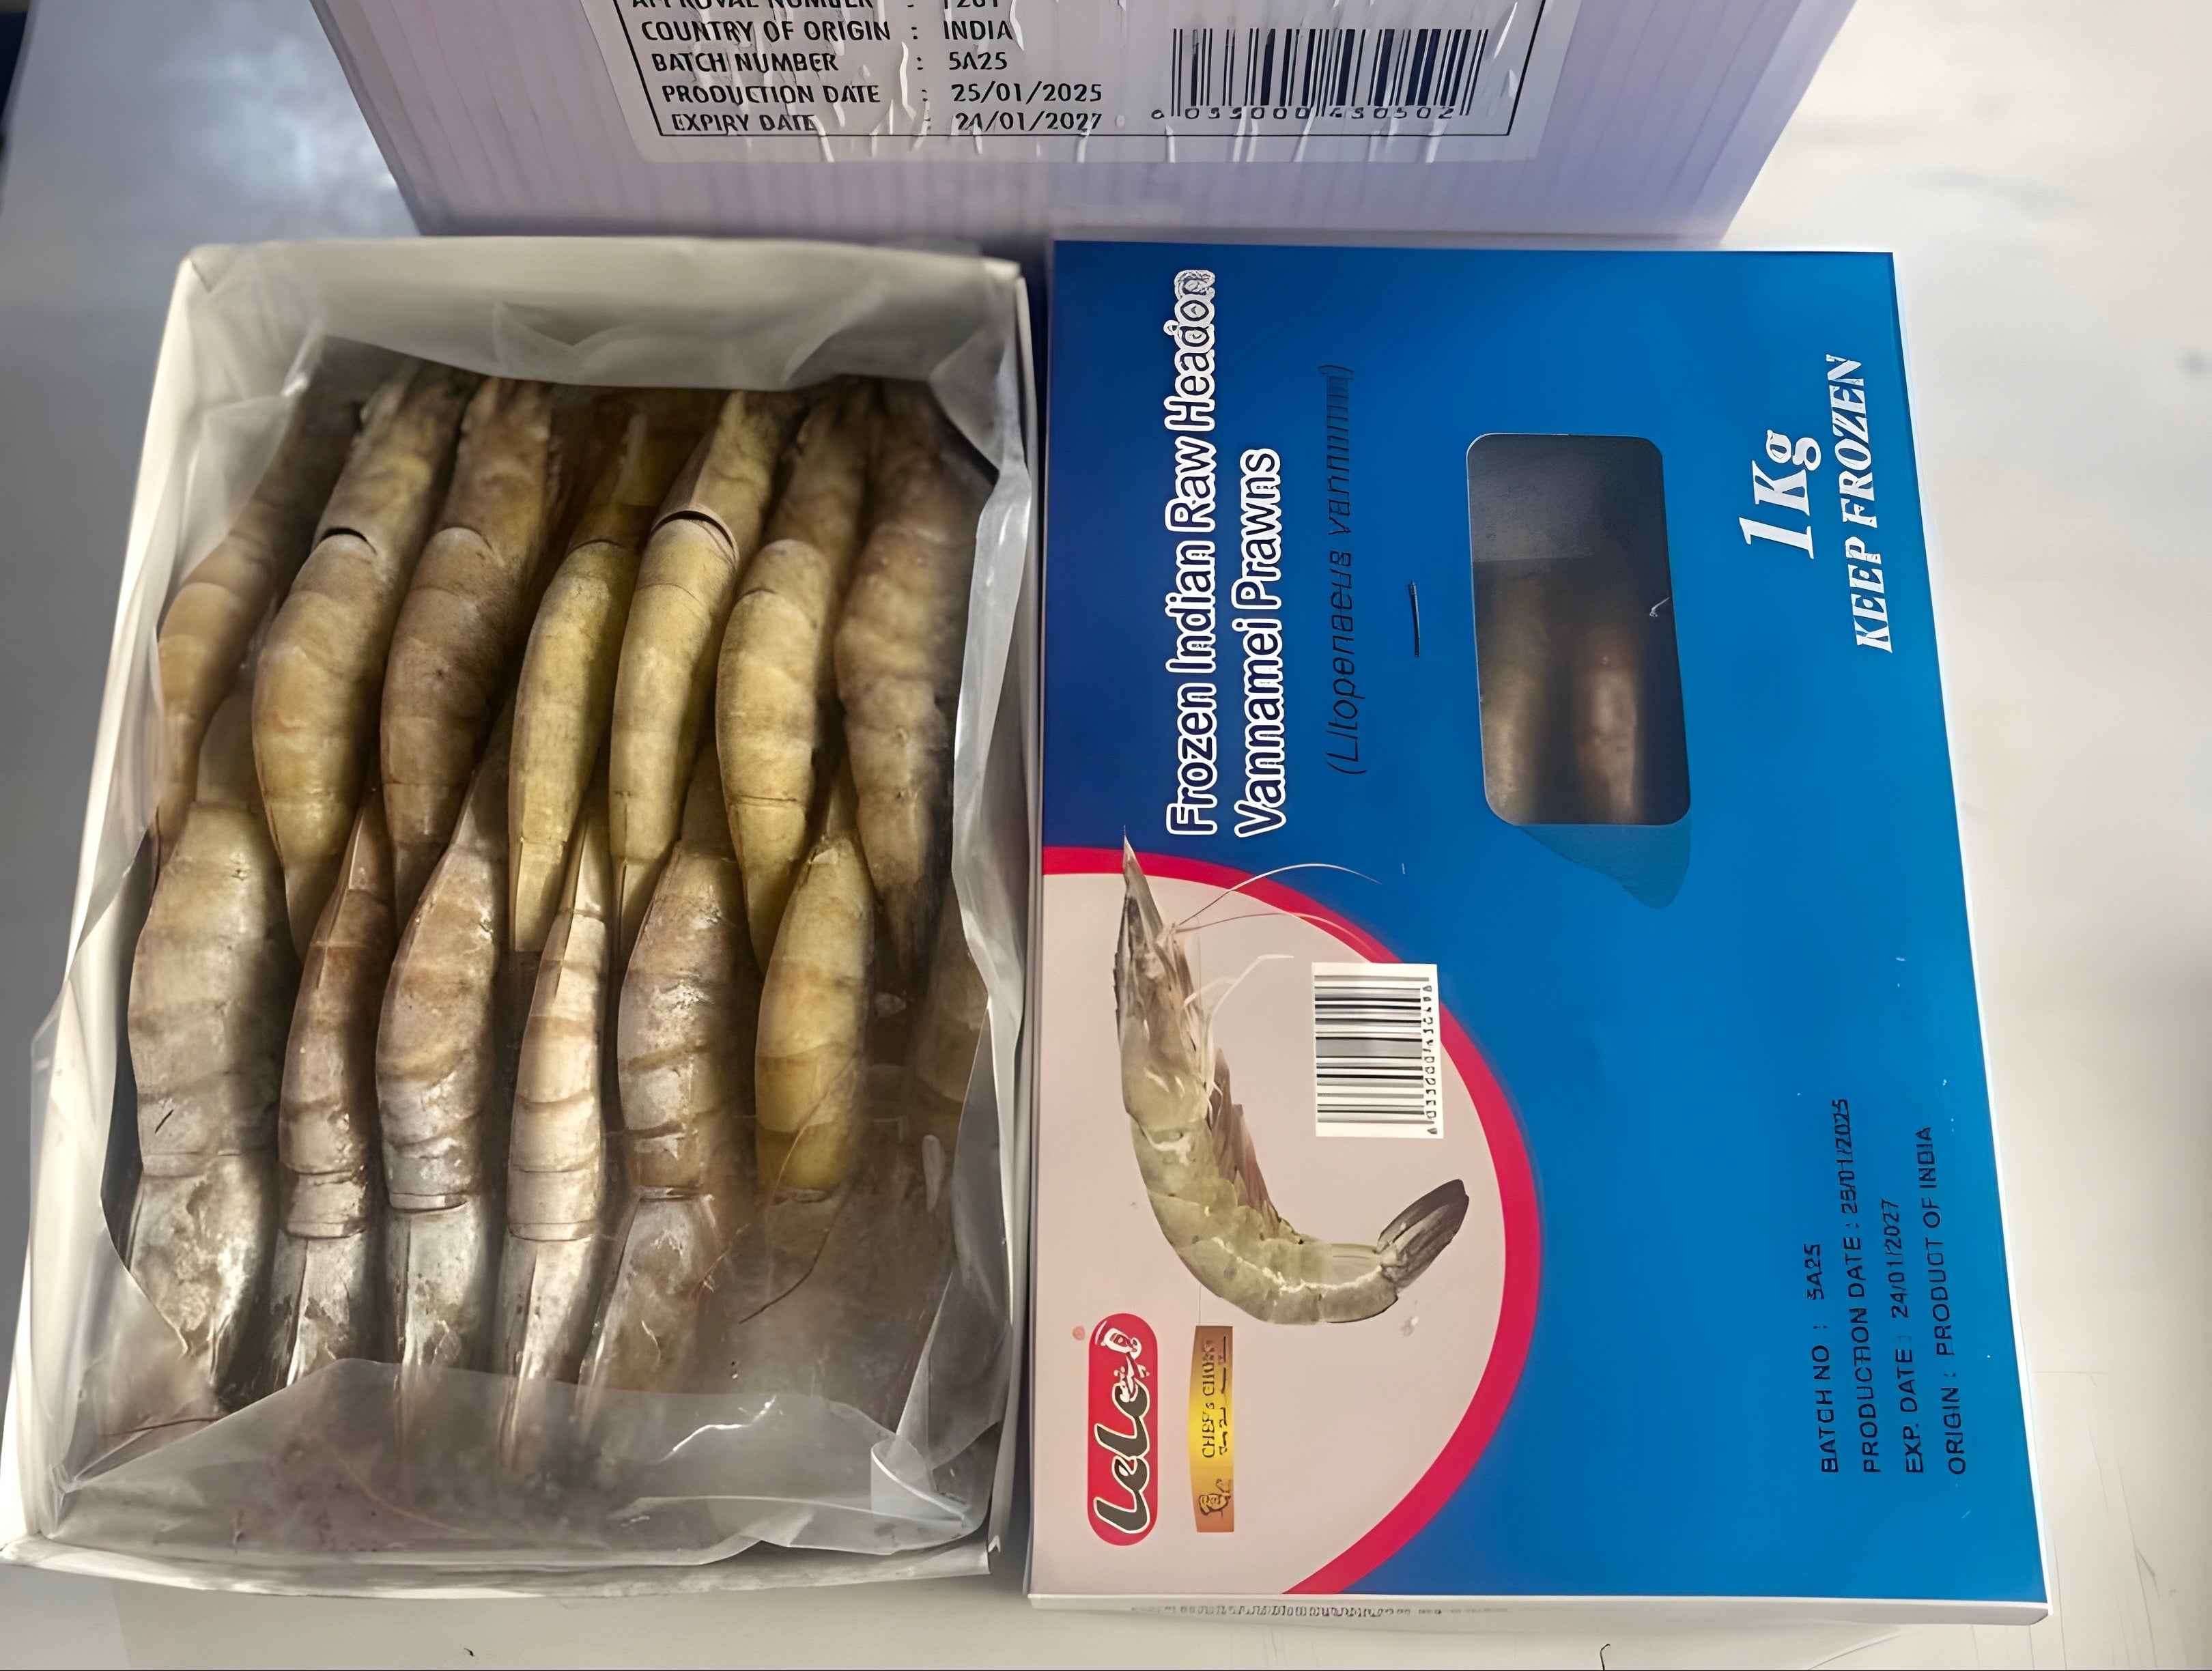 COUNTRY OF ORIGIN : INDIA
BATCH NUMBER : 5A25
PRODUCTION DATE : 25/01/2025
EXPIRY DATE : 24/01/2027
Frozen Indian Raw Headon
Vannamei Prawns
1Kg
KEEP FROZEN
LeLe
CHEF's CHOICE
BATCH NO : 5A25
PRODUCTION DATE : 25/01/2025
EXP. DATE : 24/01/2027
ORIGIN : PRODUCT OF INDIA